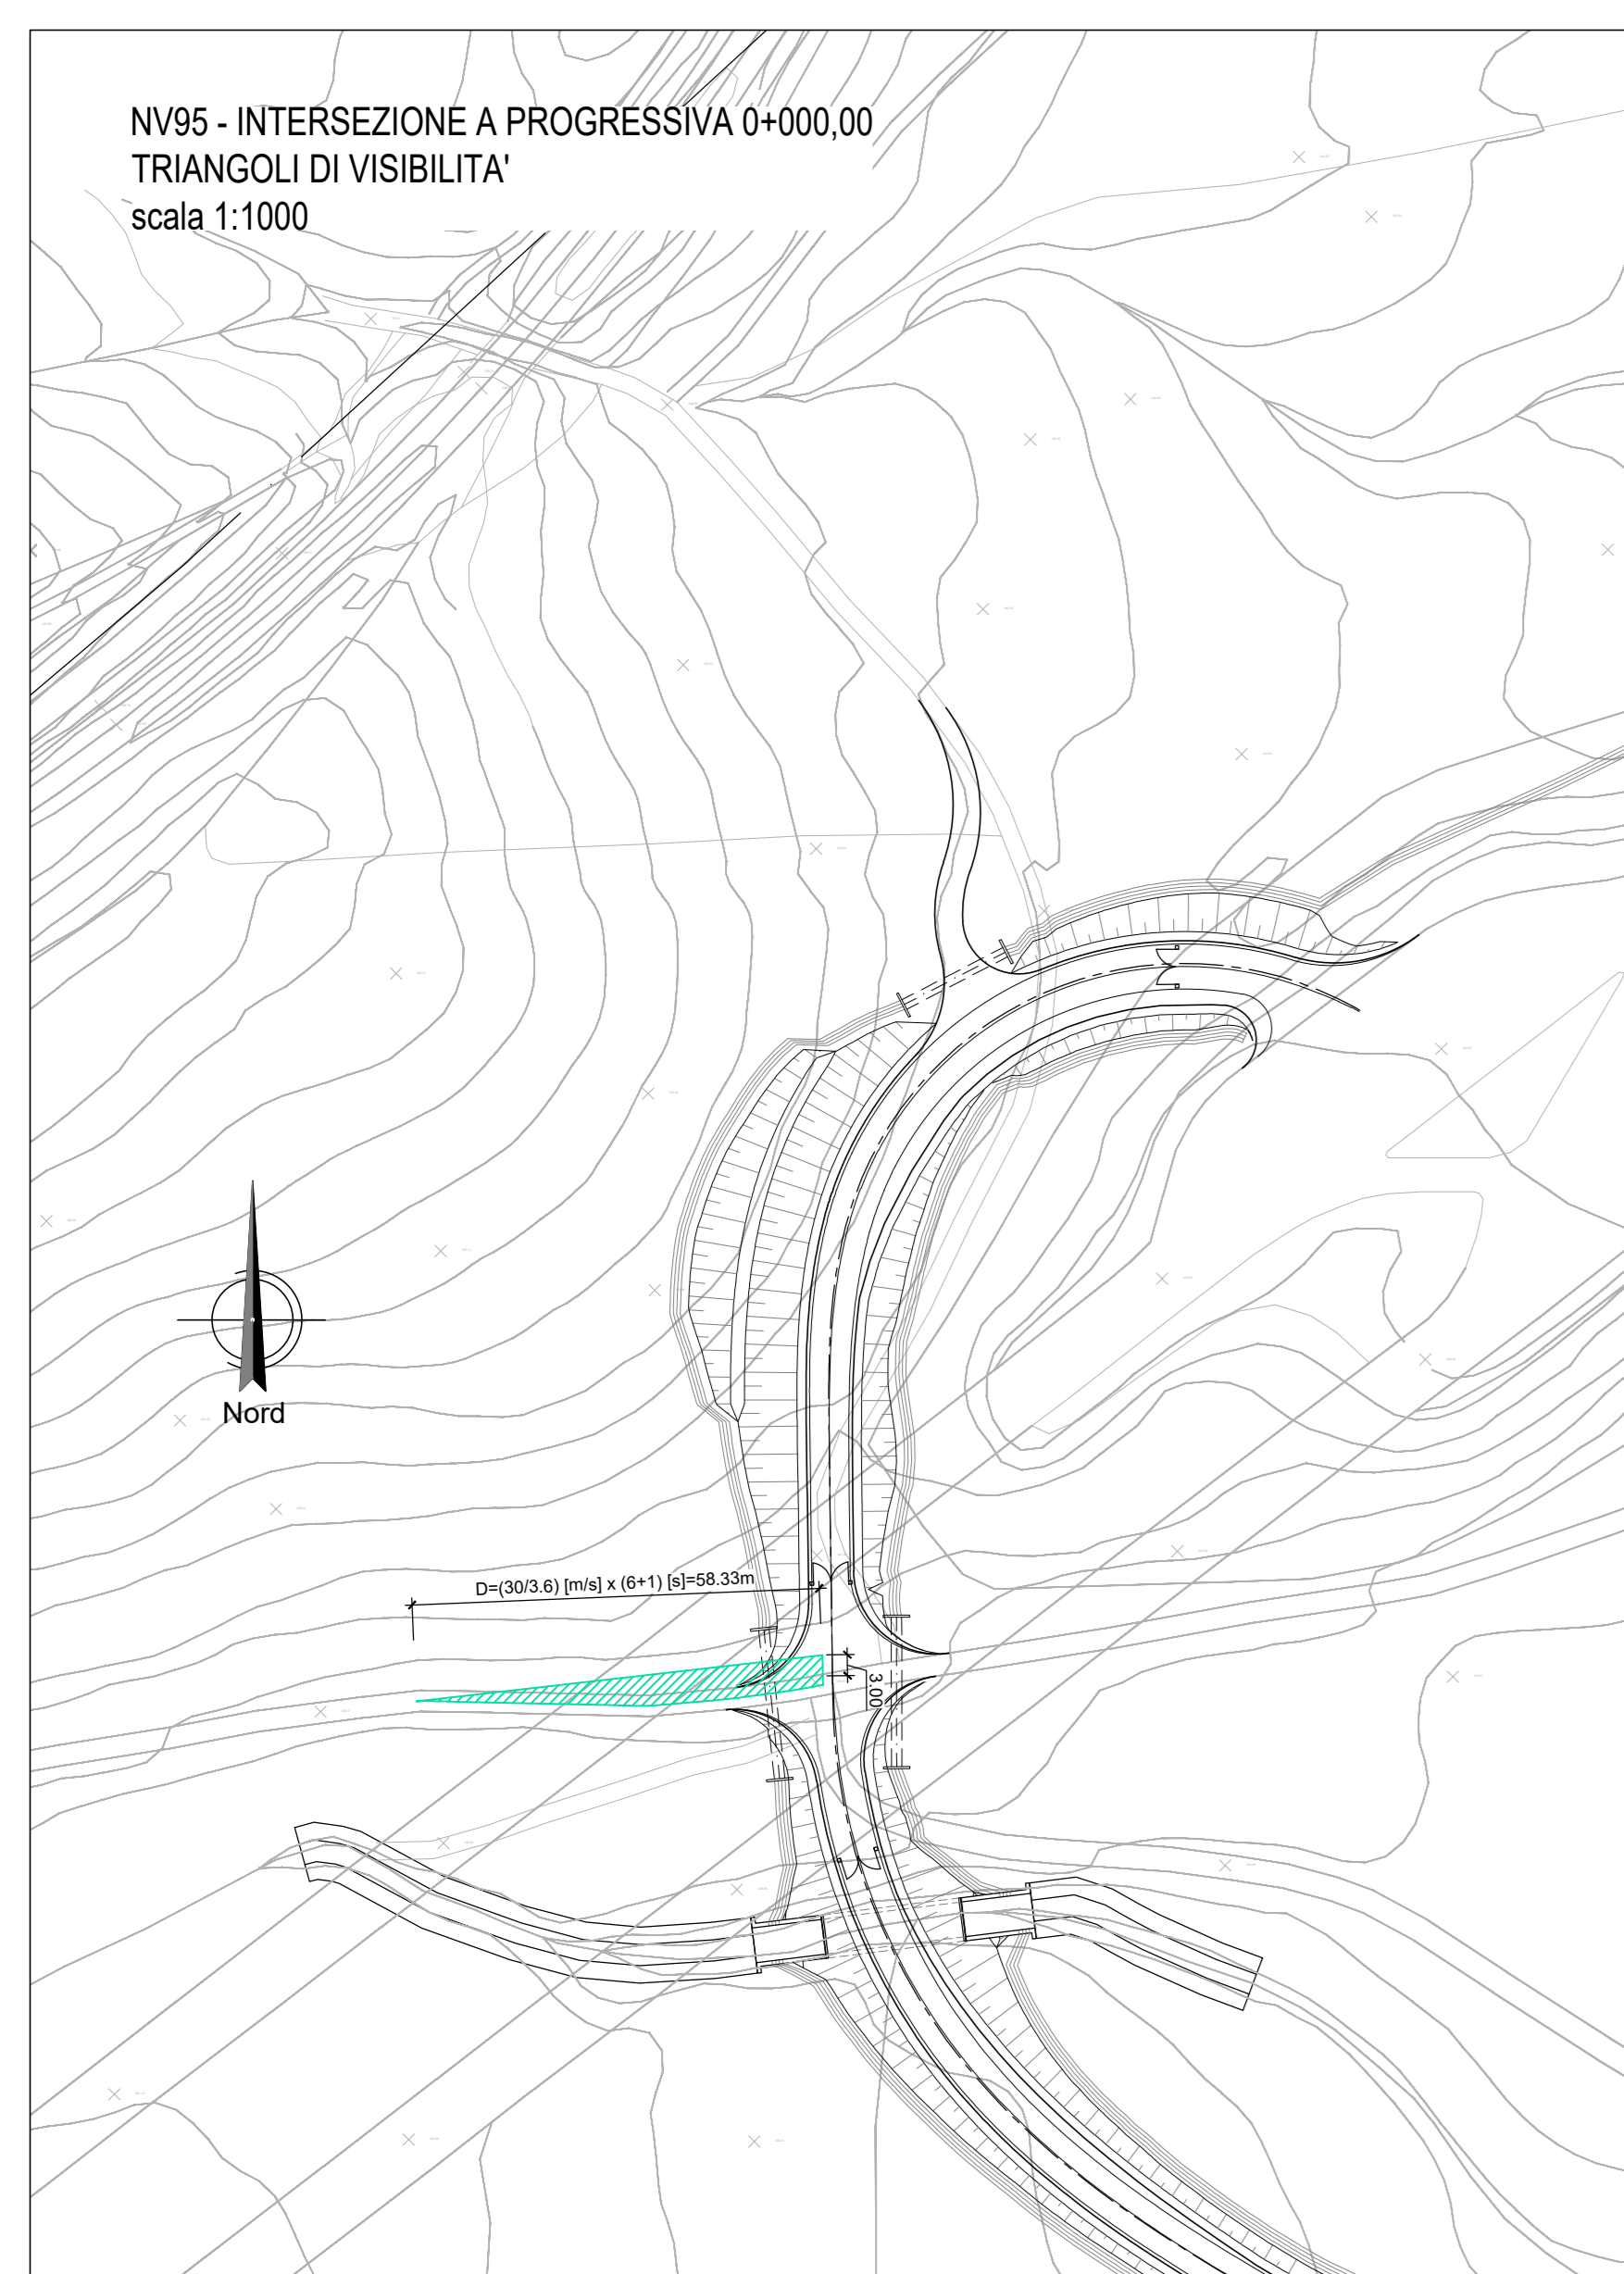 NV95 - INTERSEZIONE A PROGRESSIVA 0+000,00
TRIANGOLI DI VISIBILITA'
scala 1:1000
Nord
D=(30/3.6) [m/s] x (6+1) [s]=58.33m
3.00